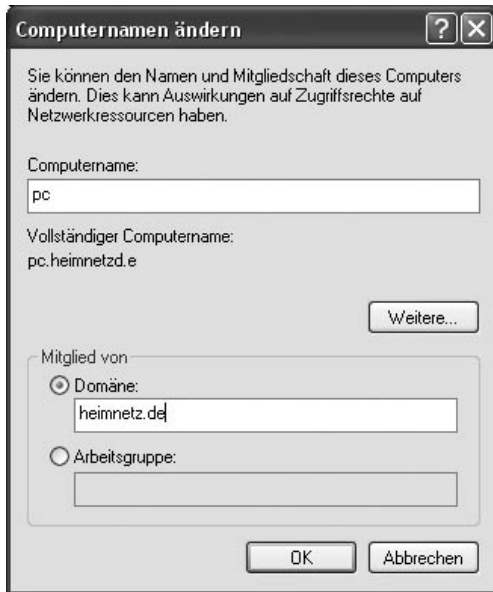 Computernamen ändern
Sie können den Namen und Mitgliedschaft dieses Computers
ändern. Dies kann Auswirkungen auf Zugriffsrechte auf
Netzwerkressourcen haben.
Computername:
pc
Vollständiger Computername:
pc.heimnetzd.e
Weitere...
Mitglied von
Domäne:
heimnetz.de
Arbeitsgruppe:
OK
Abbrechen